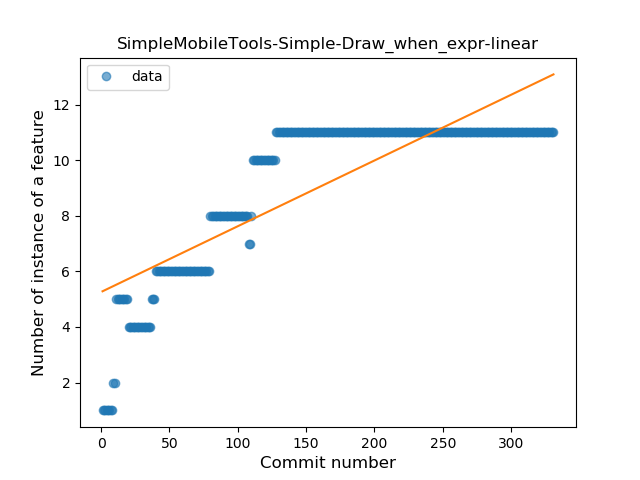 SimpleMobileTools-Simple-Draw_when_expr-linear
data
Number of instance of a feature
12
10
8
6
4
2
0 50 100 150 200 250 300
Commit number